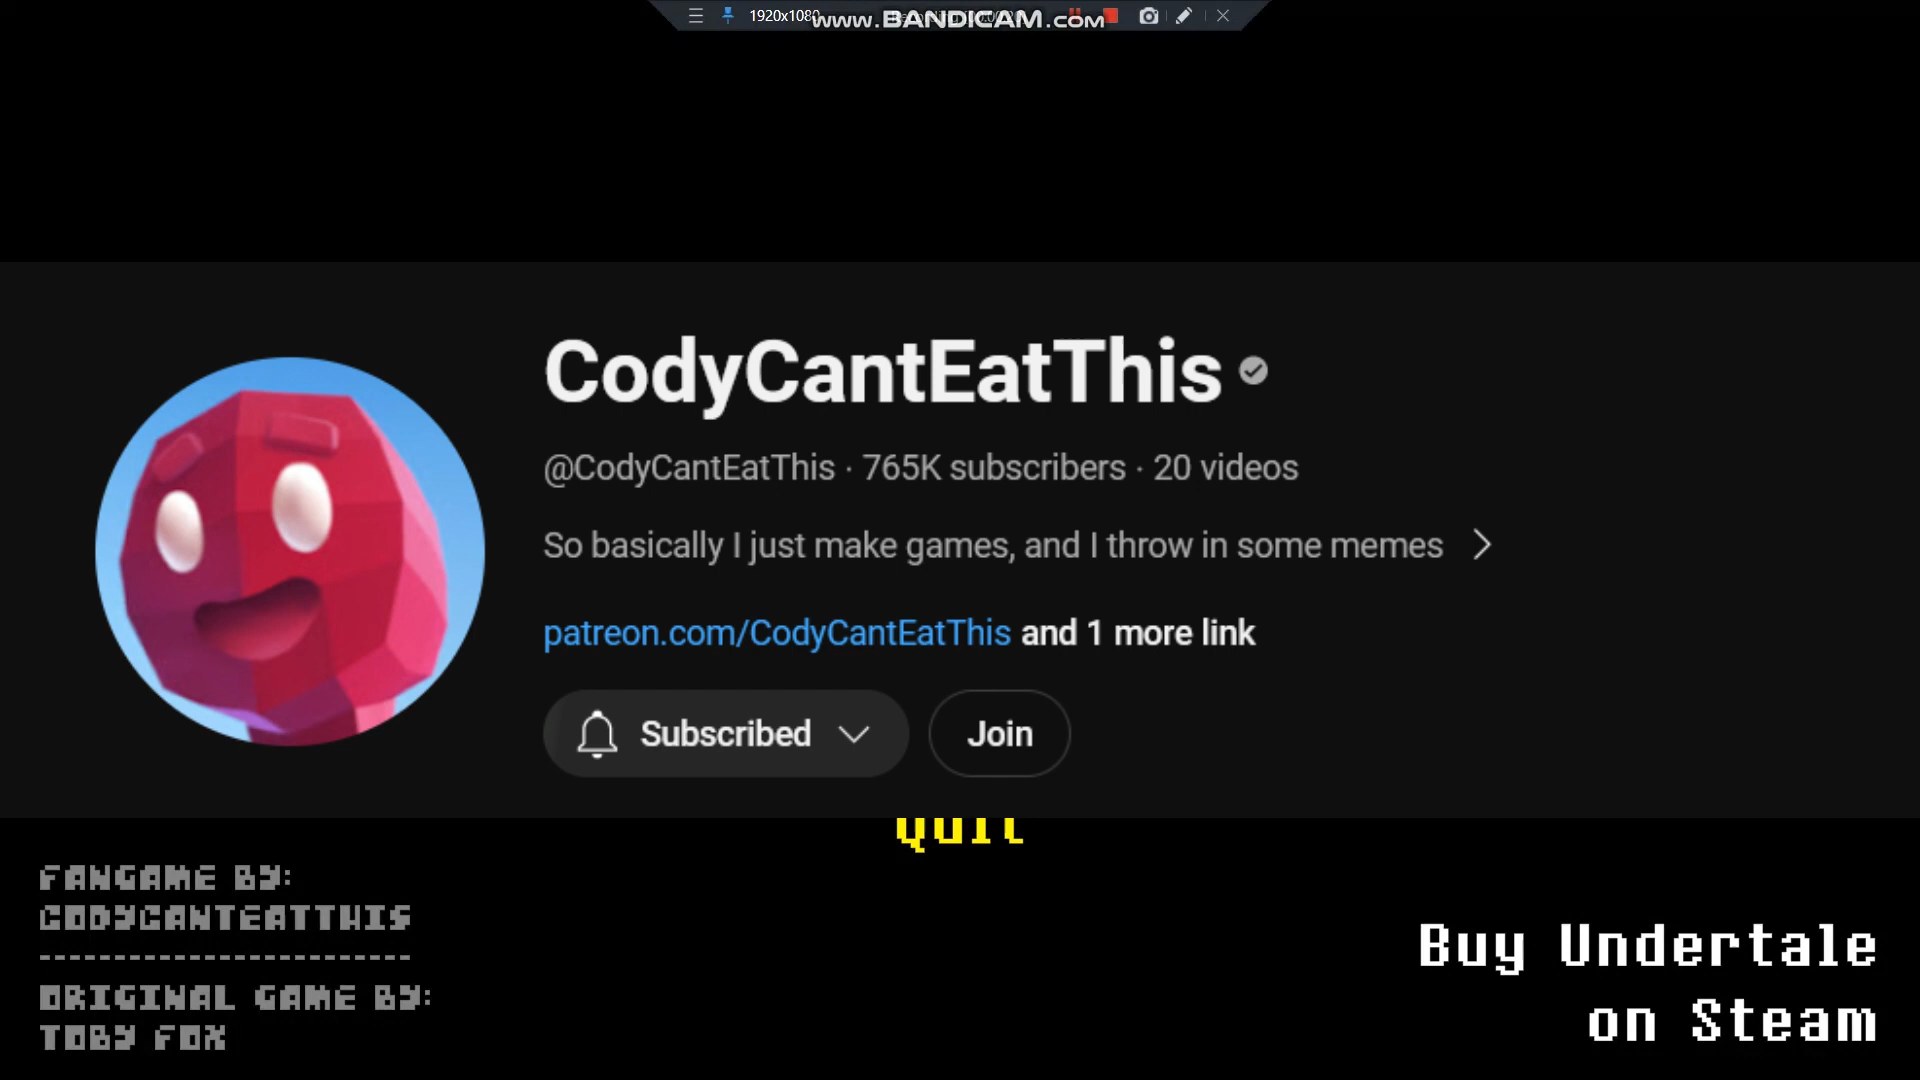 1920x1080
www.BANDICAM.com
CodyCantEatThis
@CodyCantEatThis · 765K subscribers · 20 videos
So basically I just make games, and I throw in some memes
patreon.com/CodyCantEatThis and 1 more link
Subscribed
Join
Quit
FANGAME BY:
CODYCANTEATTHIS
-------------------------
ORIGINAL GAME BY:
TOBY FOX
Buy Undertale
on Steam